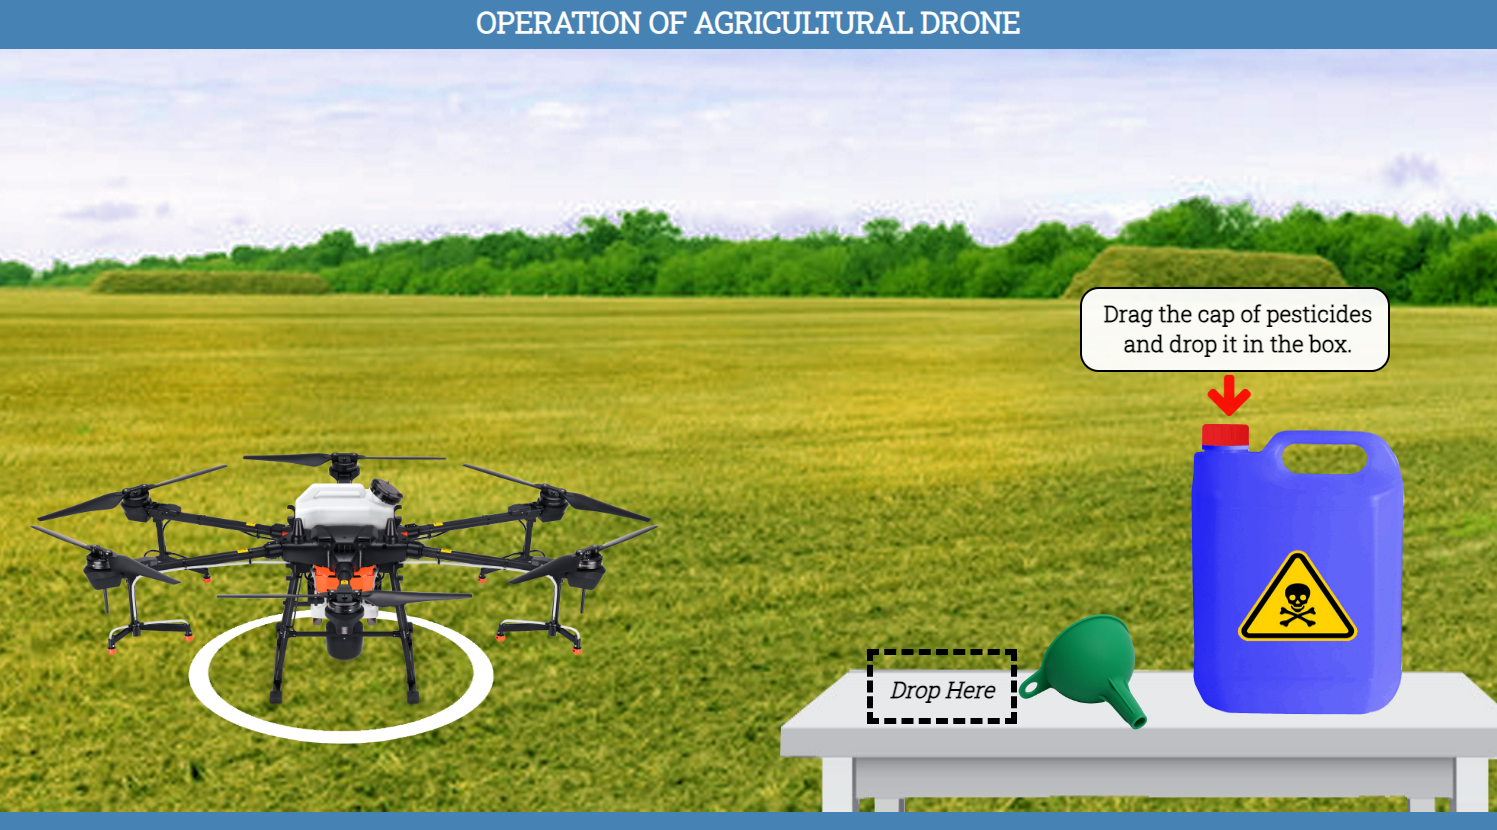 OPERATION OF AGRICULTURAL DRONE
Drag the cap of pesticides
and drop it in the box.
Drop Here